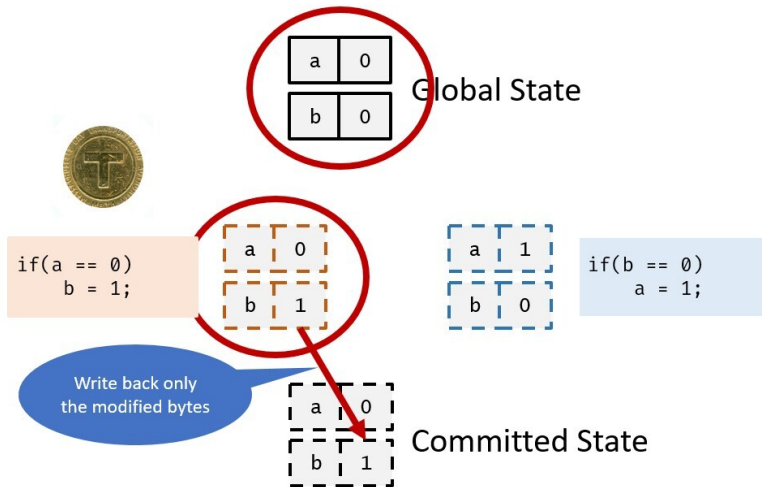 a 0
Global State
b 0
T
a 0
a 1
if(a == 0)
b = 1;
if(b == 0)
a = 1;
b 1
b 0
Write back only
the modified bytes
a 0
Committed State
b 1